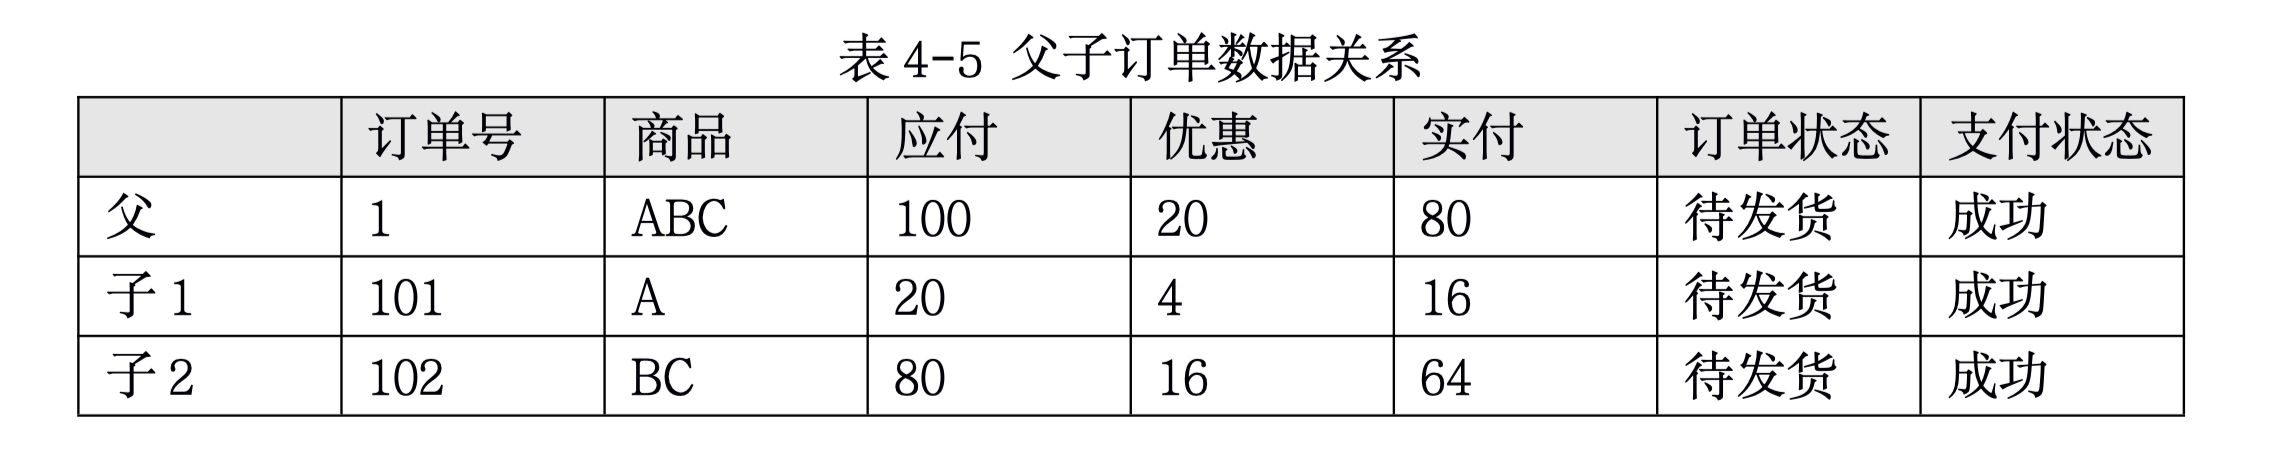 表 4-5 父子订单数据关系
订单号 商品 应付 优惠 实付 订单状态 支付状态
父 1 ABC 100 20 80 待发货 成功
子 1 101 A 20 4 16 待发货 成功
子 2 102 BC 80 16 64 待发货 成功